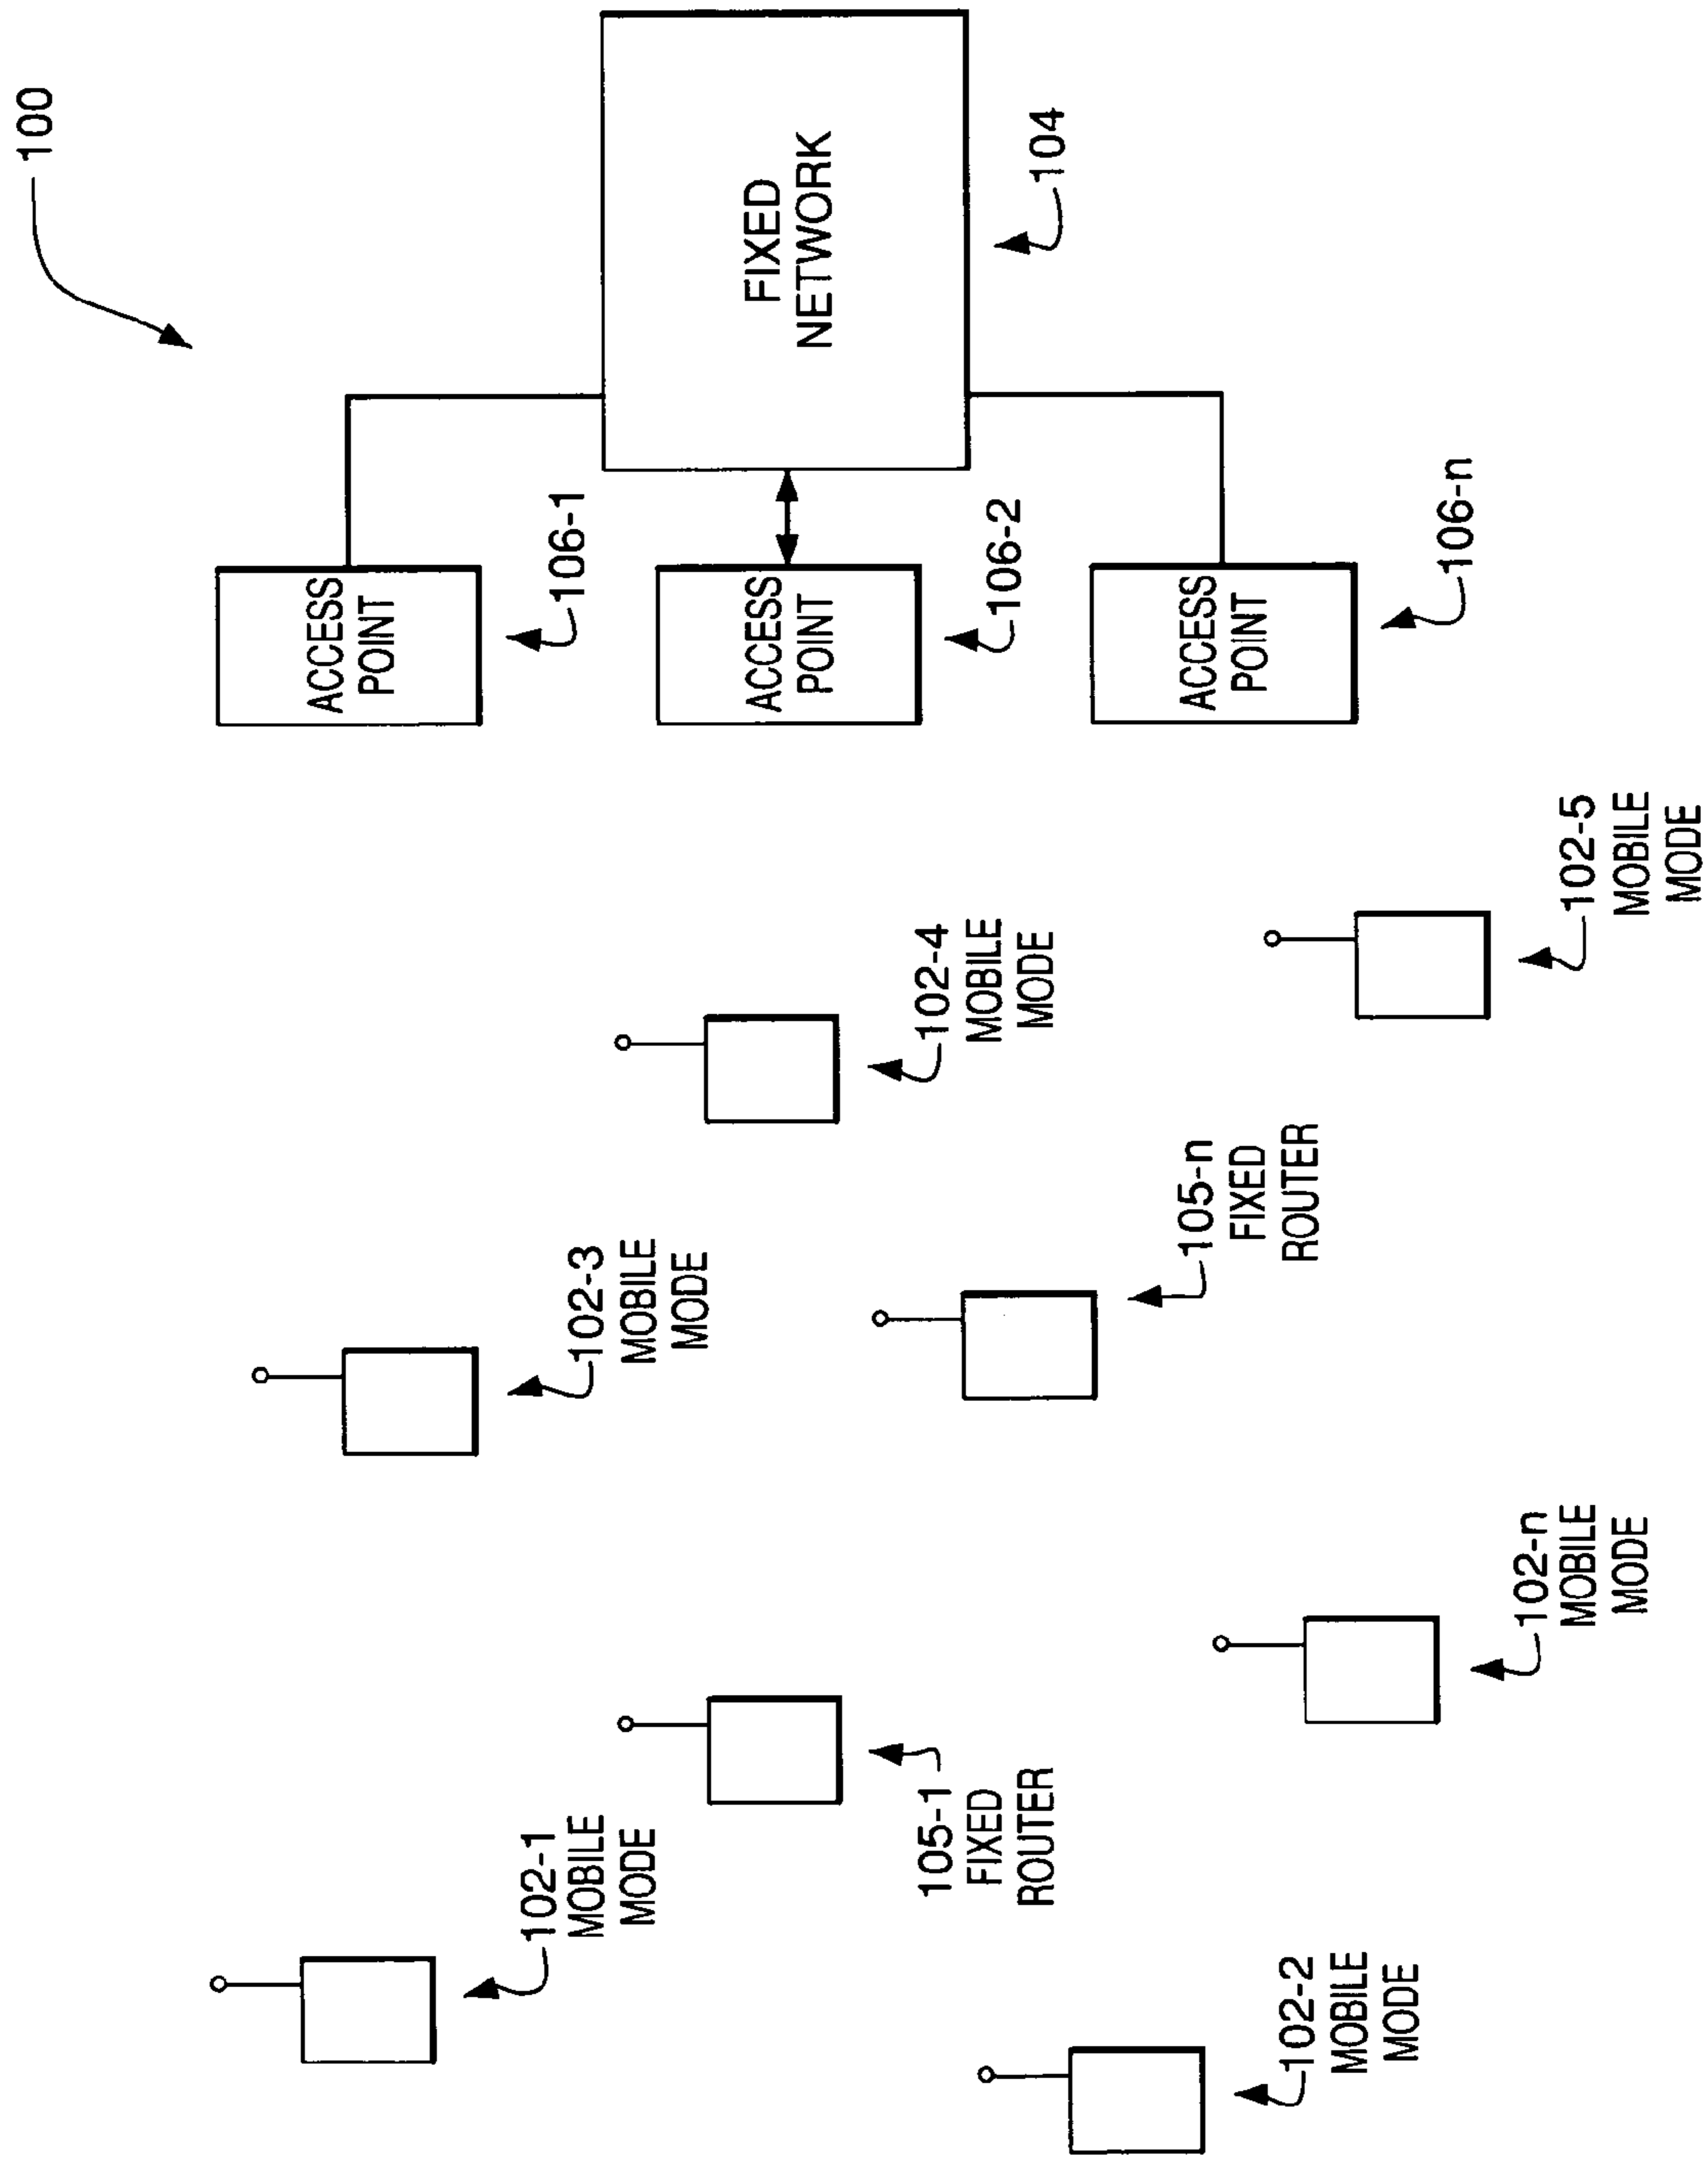 100
ACCESS
POINT
106-1
102-1
MOBILE
MODE
102-3
MOBILE
MODE
FIXED
NETWORK
104
ACCESS
POINT
106-2
105-1
FIXED
ROUTER
102-4
MOBILE
MODE
105-n
FIXED
ROUTER
ACCESS
POINT
106-n
102-2
MOBILE
MODE
102-n
MOBILE
MODE
102-5
MOBILE
MODE